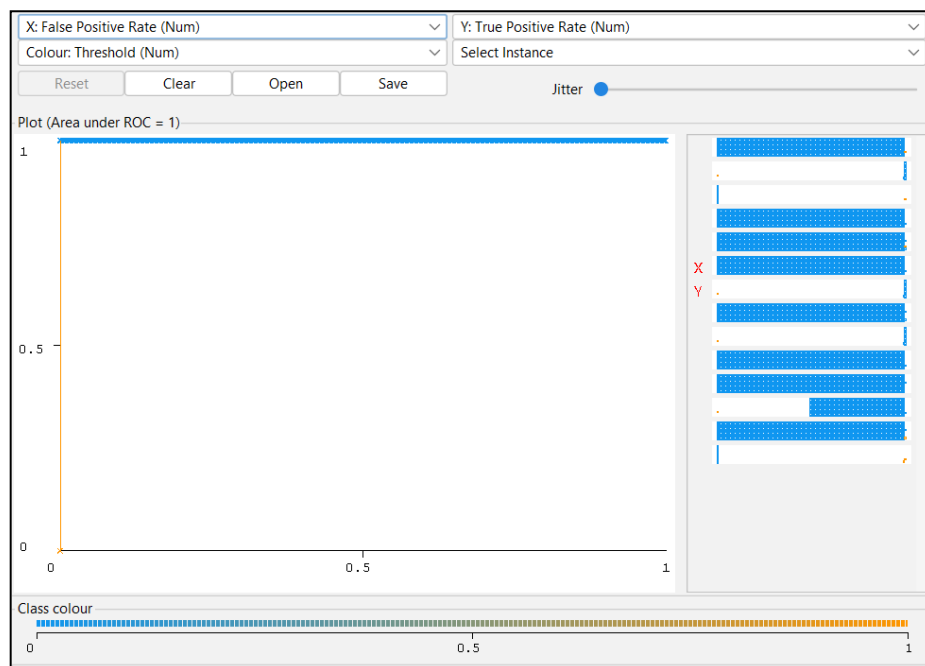 X: False Positive Rate (Num) Y: True Positive Rate (Num)
Colour: Threshold (Num) Select Instance
Reset Clear Open Save Jitter
Plot (Area under ROC = 1)
1
X
Y
0.5
0
0 0.5 1
Class colour
0 0.5 1